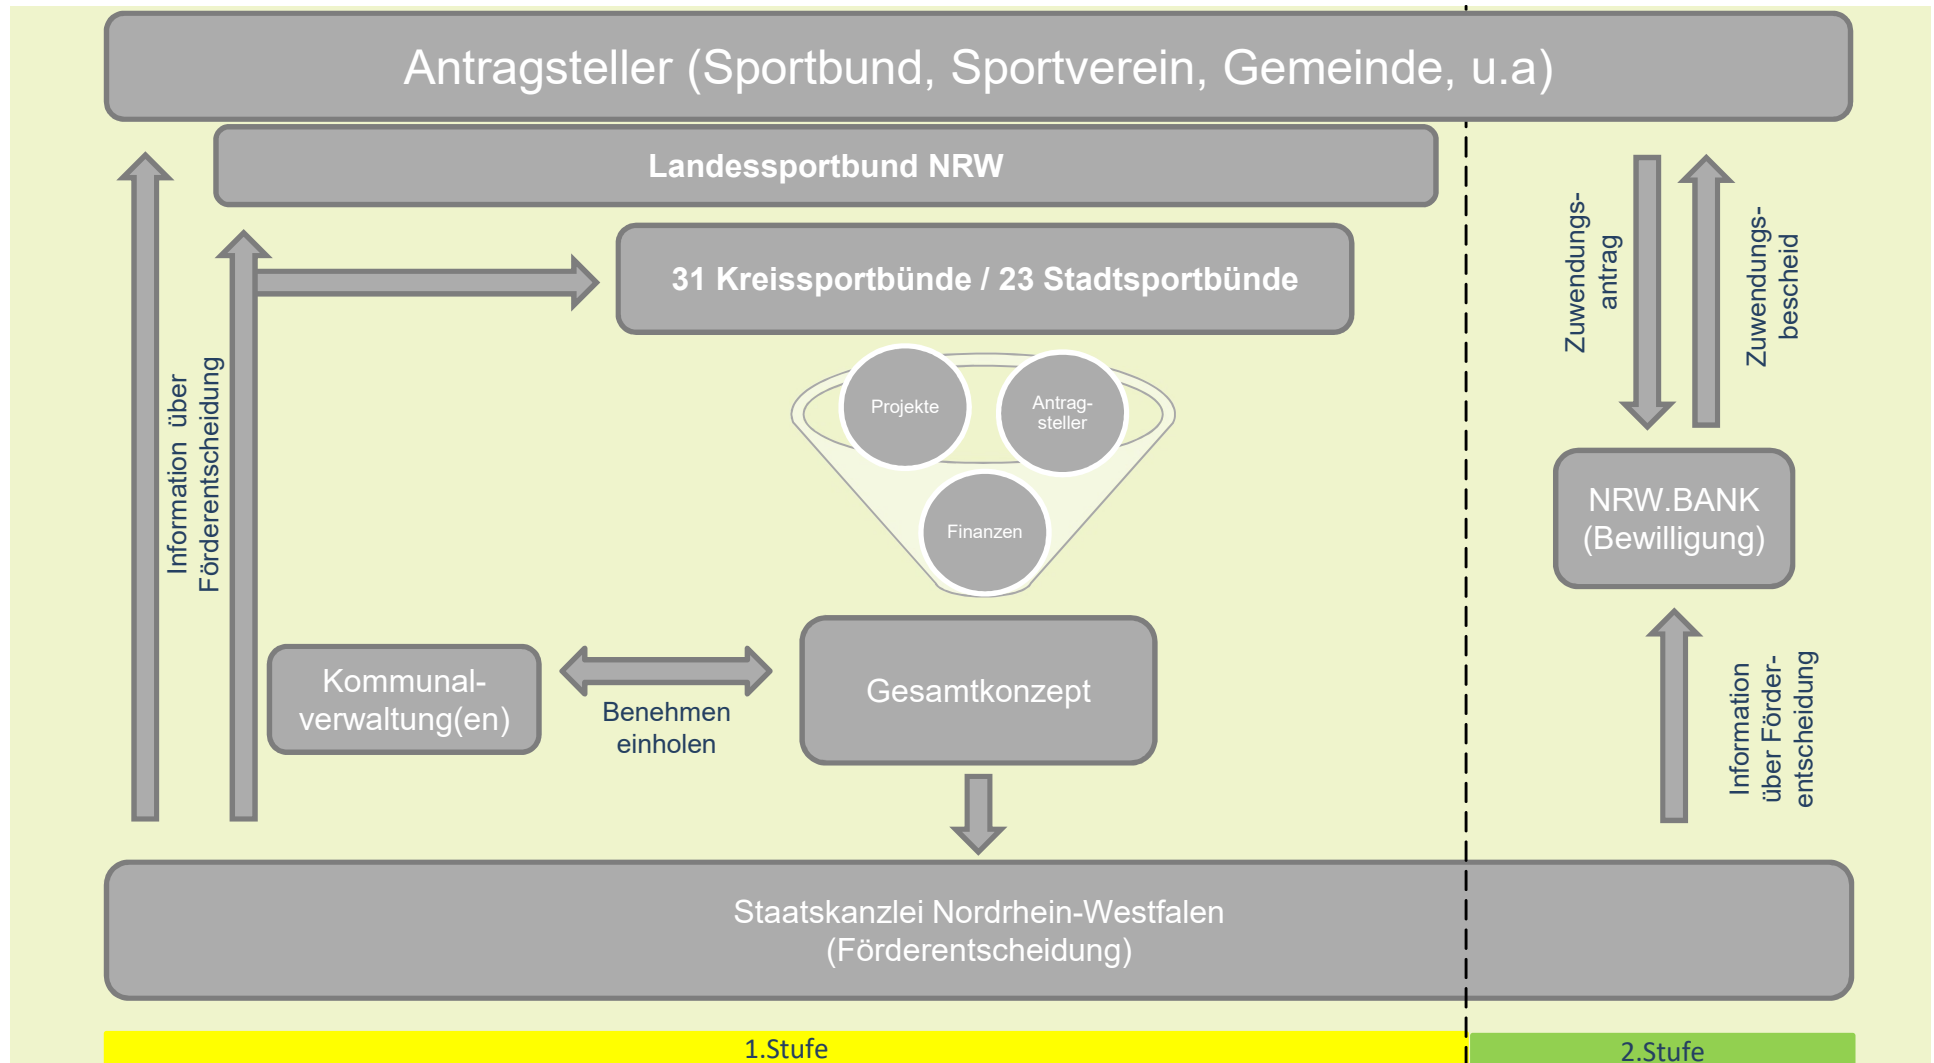 Antragsteller (Sportbund, Sportverein, Gemeinde, u.a)
Landessportbund NRW
31 Kreissportbünde / 23 Stadtsportbünde
Zuwendungs-
antrag
Zuwendungs-
bescheid
Information über
Förderentscheidung
Projekte
Antrag-
steller
Finanzen
NRW.BANK
(Bewilligung)
Kommunal-
verwaltung(en)
Benehmen
einholen
Gesamtkonzept
Information
über Förder-
entscheidung
Staatskanzlei Nordrhein-Westfalen
(Förderentscheidung)
1.Stufe
2.Stufe